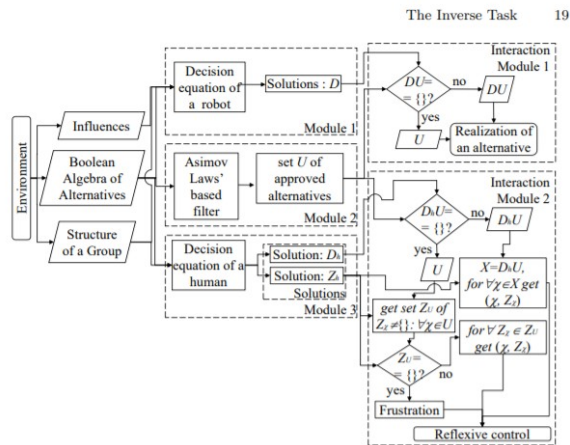 The Inverse Task 19
Environment
Influences
Boolean
Algebra of
Alternatives
Structure
of a Group
Decision
equation of
a robot
Solutions : D
Module 1
Asimov
Laws'
based
filter
set U of
approved
alternatives
Module 2
Decision
equation of a
human
Solution: Dₕ
Solution: Zₕ
Solutions
Module 3
Interaction
Module 1
DU=
= {}?
no
DU
yes
U
Realization of
an alternative
Interaction
Module 2
DₕU=
= {}?
no
DₕU
yes
U
X=DₕU,
for ∀χ∈X get
(χ, Zχ̄)
get set Zᴜ of
Zχ̄≠{}: ∀χ∈U
for ∀Zχ̄ ∈ Zᴜ
get (χ, Zχ̄)
Zᴜ=
= {}?
no
yes
Frustration
Reflexive control